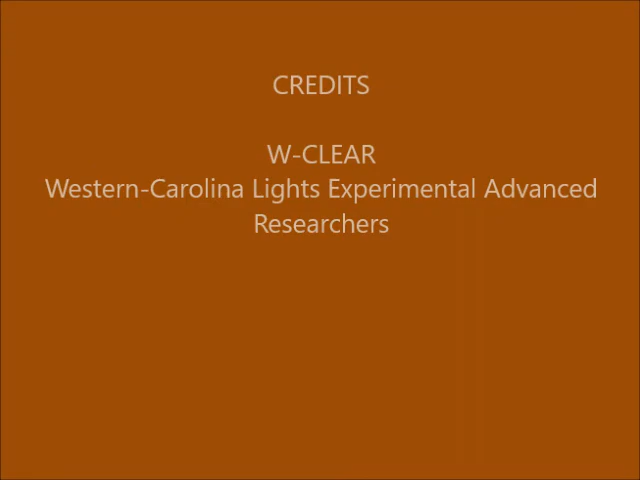 CREDITS
W-CLEAR
Western-Carolina Lights Experimental Advanced
Researchers